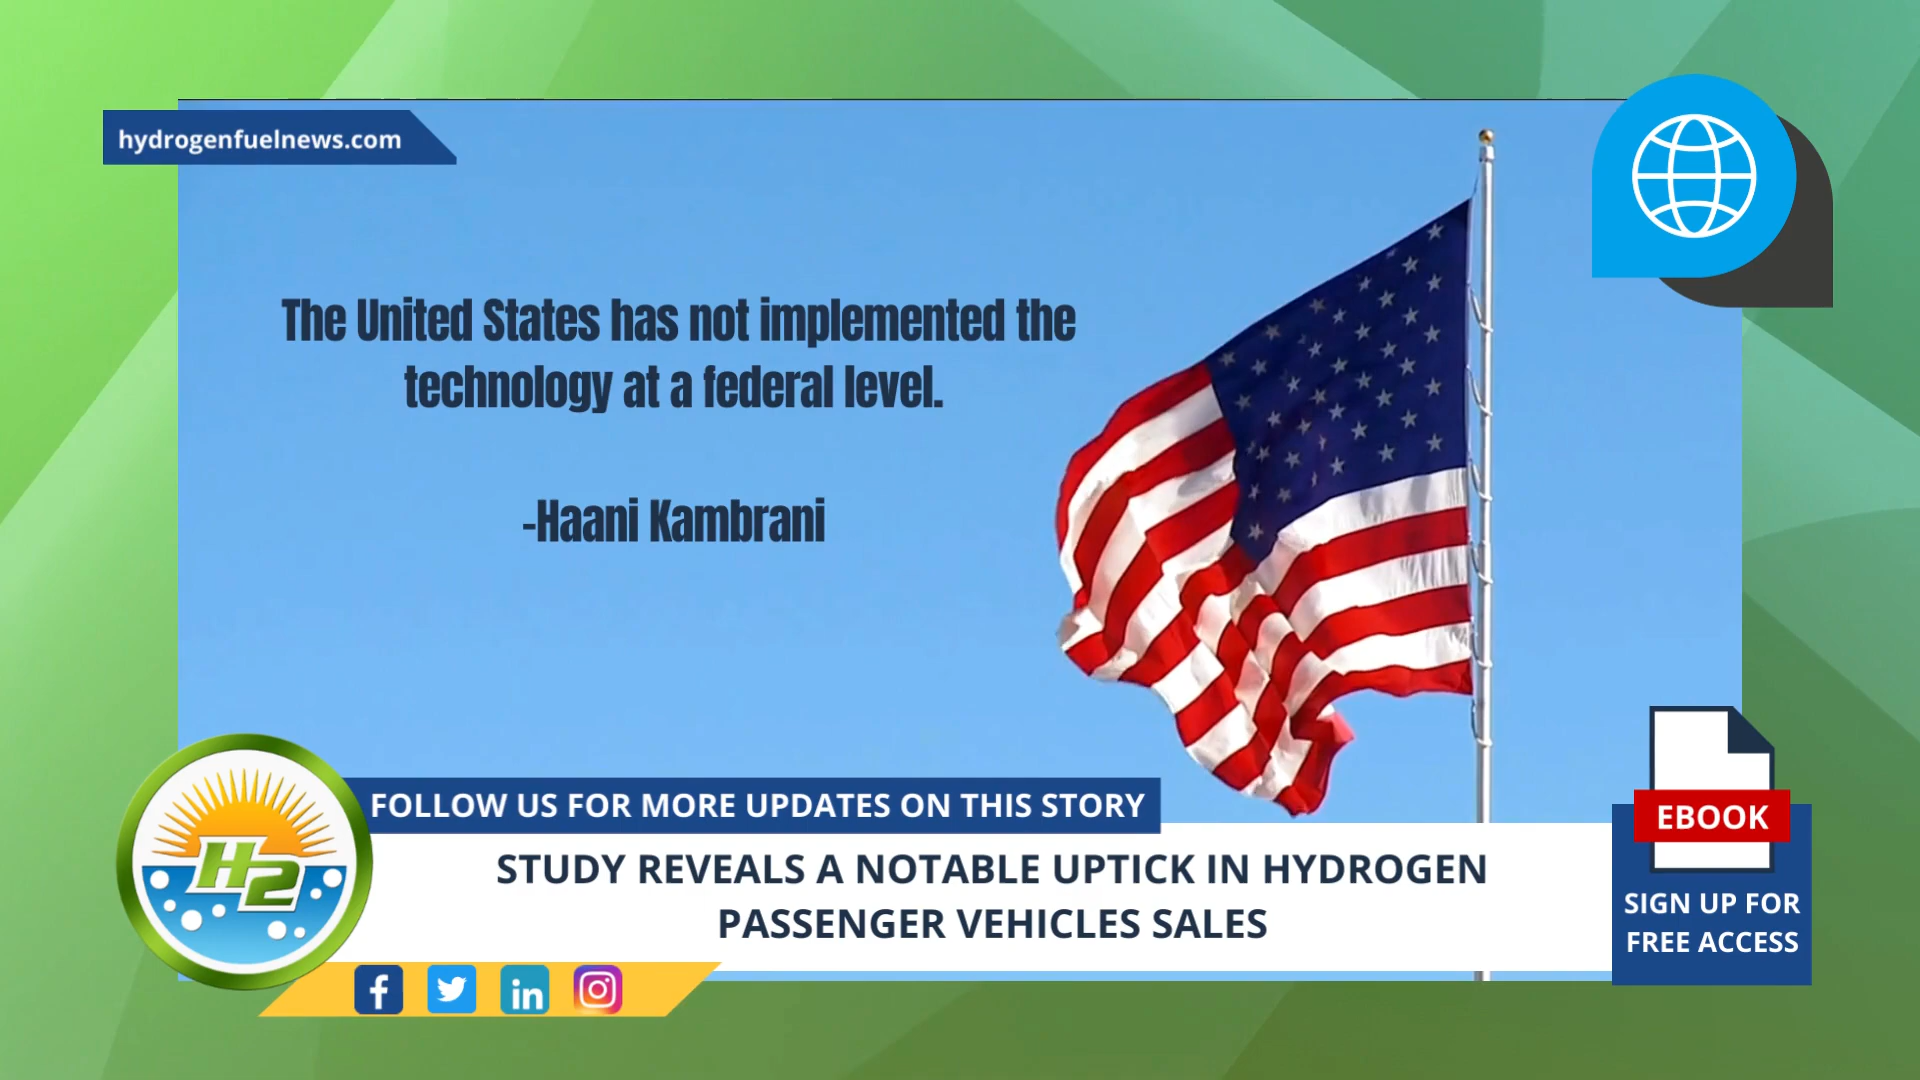 hydrogenfuelnews.com
The United States has not implemented the
technology at a federal level.
-Haani Kambrani
FOLLOW US FOR MORE UPDATES ON THIS STORY
H2
STUDY REVEALS A NOTABLE UPTICK IN HYDROGEN
PASSENGER VEHICLES SALES
EBOOK
SIGN UP FOR
FREE ACCESS